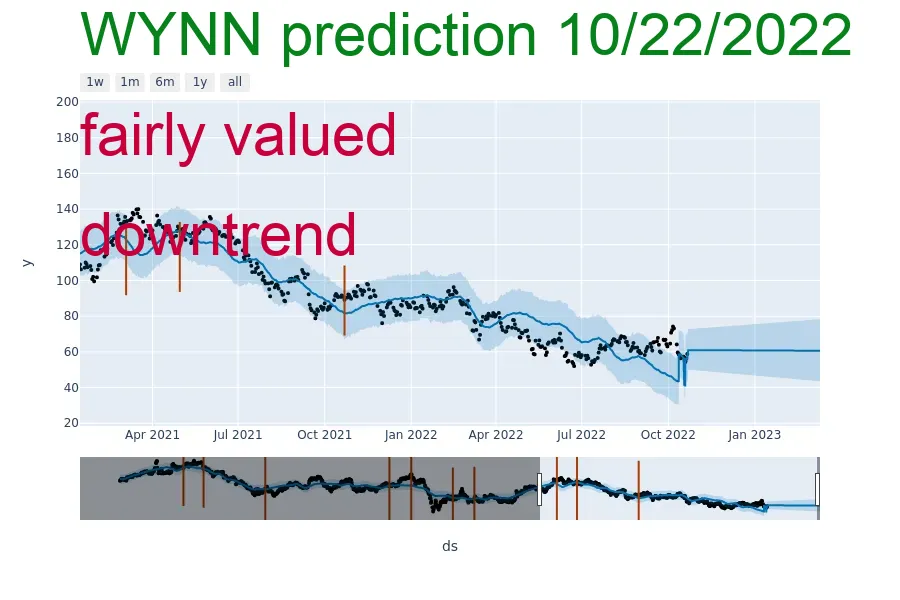 WYNN prediction 10/22/2022
1w 1m 6m 1y all
200
fairly valued
180
160
140
downtrend
120
y
100
80
60
40
20
Apr 2021 Jul 2021 Oct 2021 Jan 2022 Apr 2022 Jul 2022 Oct 2022 Jan 2023
ds